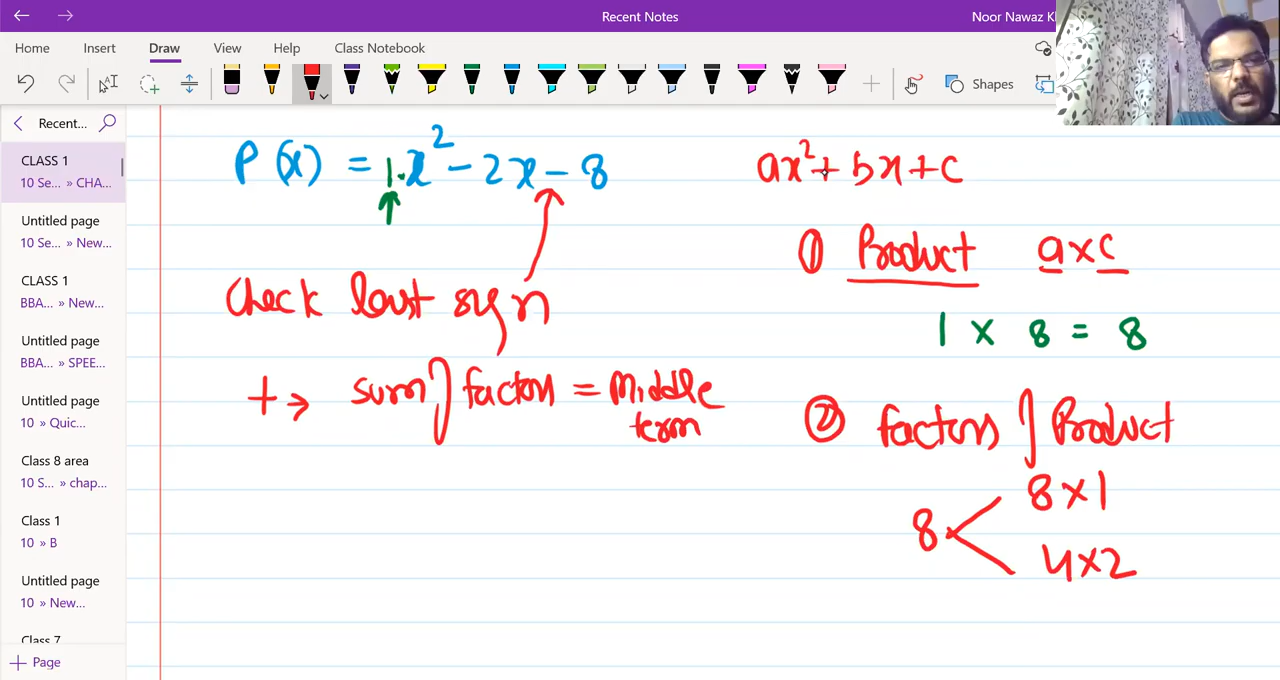 Recent Notes
Noor Nawaz K
Home Insert Draw View Help Class Notebook
Shapes
Recent...
CLASS 1
10 Se... » CHA...
Untitled page
10 Se... » New...
CLASS 1
BBA... » New...
Untitled page
BBA... » SPEE...
Untitled page
10 » Quic...
Class 8 area
10 S... » chap...
Class 1
10 » B
Untitled page
10 » New...
Class 7
Page
P(x) = 1·x² - 2x - 8
check last sign
+ → sum of factors = Middle term
ax² + bx + c
① Product a×c
1 × 8 = 8
② factors of Product
8 < 8×1
4×2